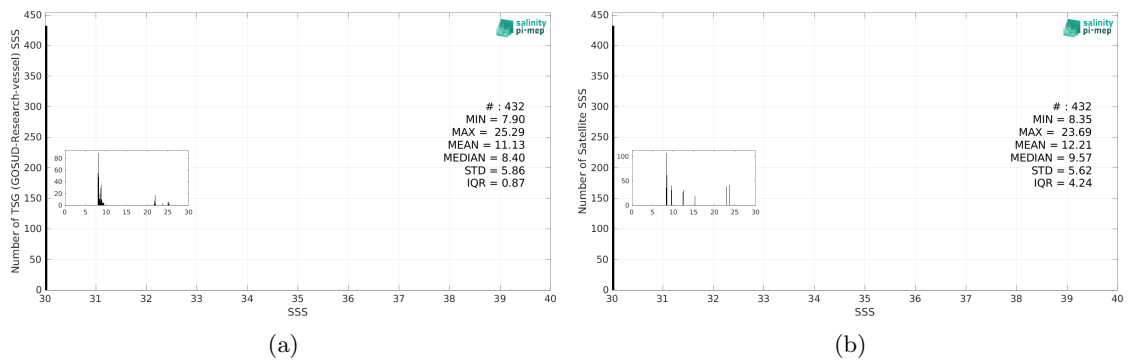 450
400
350
300
250
200
150
100
50
0
Number of TSG (GOSUD-Research-vessel) SSS
salinity
pi-mep
# : 432
MIN = 7.90
MAX = 25.29
MEAN = 11.13
MEDIAN = 8.40
STD = 5.86
IQR = 0.87
80
60
40
20
0
0 5 10 15 20 25 30
30 31 32 33 34 35 36 37 38 39 40
SSS
(a)
450
400
350
300
250
200
150
100
50
0
Number of Satellite SSS
salinity
pi-mep
# : 432
MIN = 8.35
MAX = 23.69
MEAN = 12.21
MEDIAN = 9.57
STD = 5.62
IQR = 4.24
100
50
0
0 5 10 15 20 25 30
30 31 32 33 34 35 36 37 38 39 40
SSS
(b)